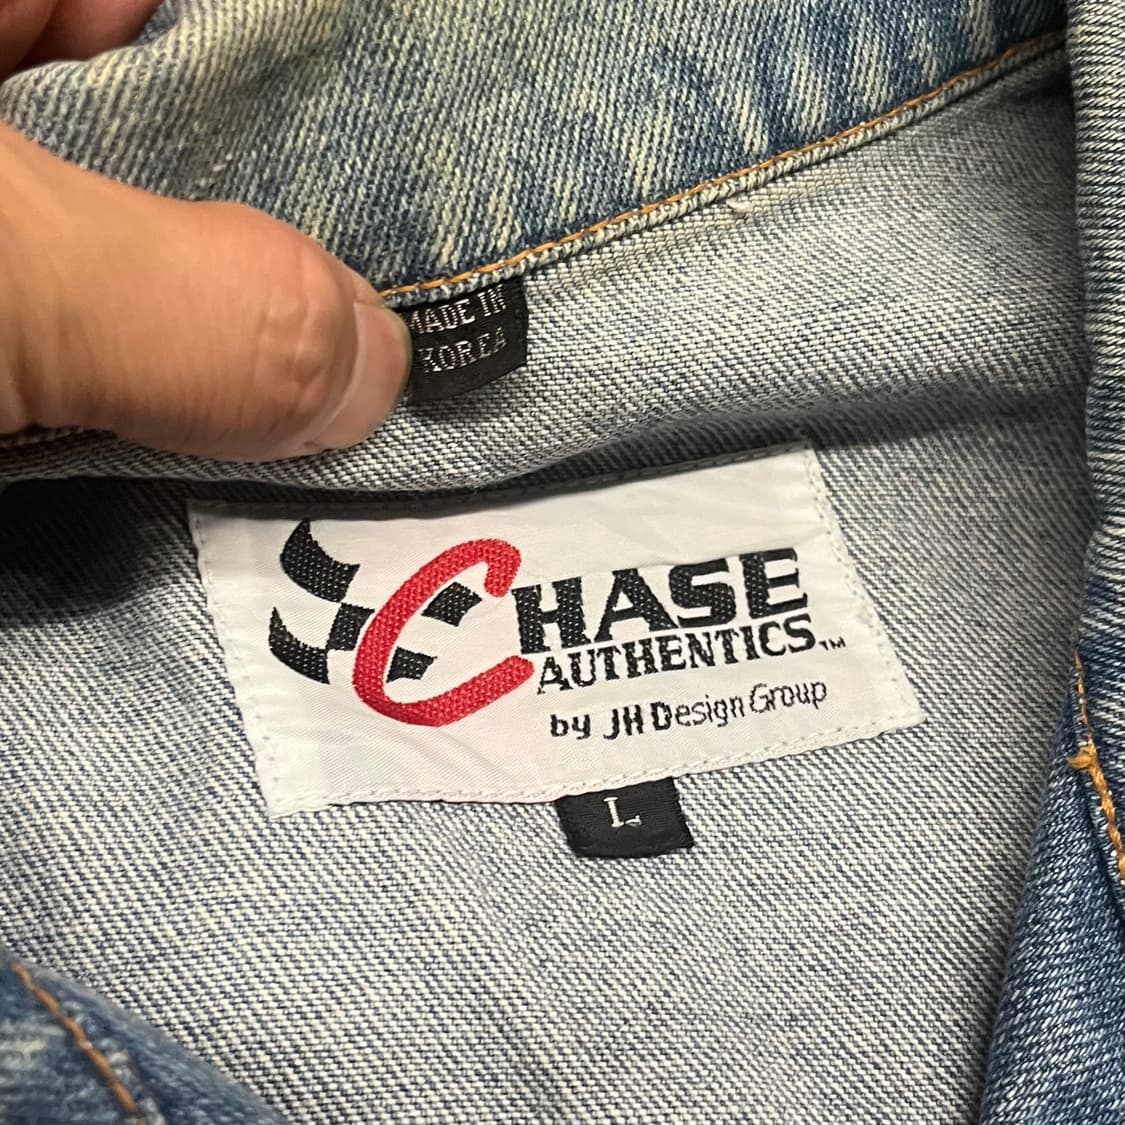 MADE IN
KOREA
CHASE
AUTHENTICS™
by JH Design Group
L